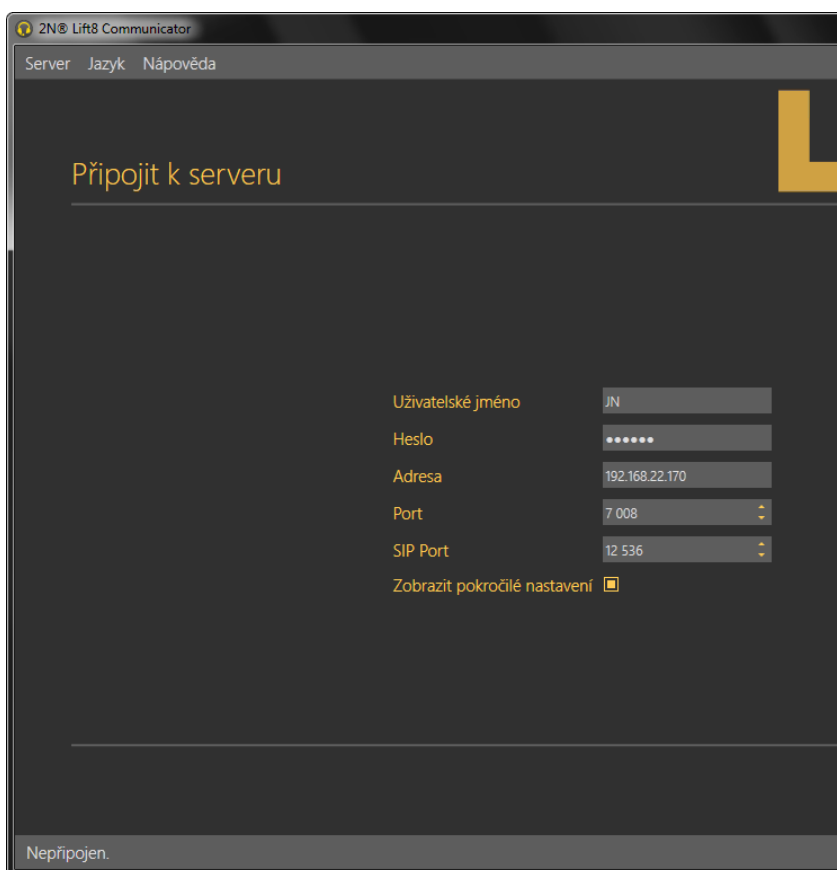 2N® Lift8 Communicator
Server Jazyk Nápověda
Připojit k serveru
Uživatelské jméno JN
Heslo ••••••
Adresa 192.168.22.170
Port 7 008
SIP Port 12 536
Zobrazit pokročilé nastavení
Nepřipojen.